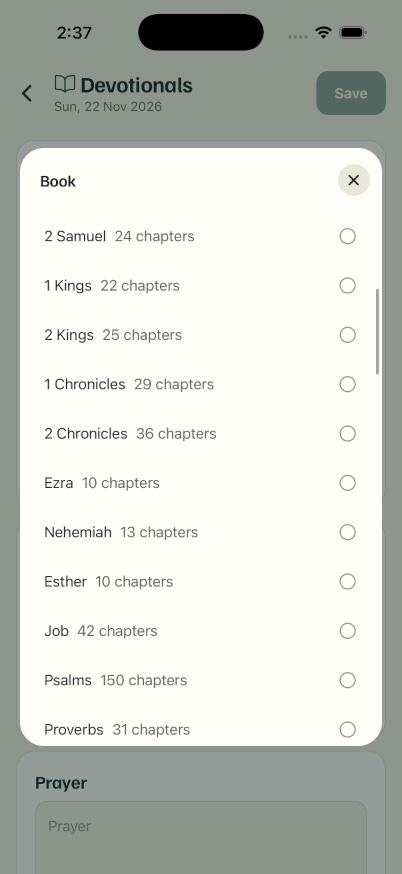 2:37
Devotionals
Sun, 22 Nov 2026
Save
Book
2 Samuel 24 chapters
1 Kings 22 chapters
2 Kings 25 chapters
1 Chronicles 29 chapters
2 Chronicles 36 chapters
Ezra 10 chapters
Nehemiah 13 chapters
Esther 10 chapters
Job 42 chapters
Psalms 150 chapters
Proverbs 31 chapters
Prayer
Prayer